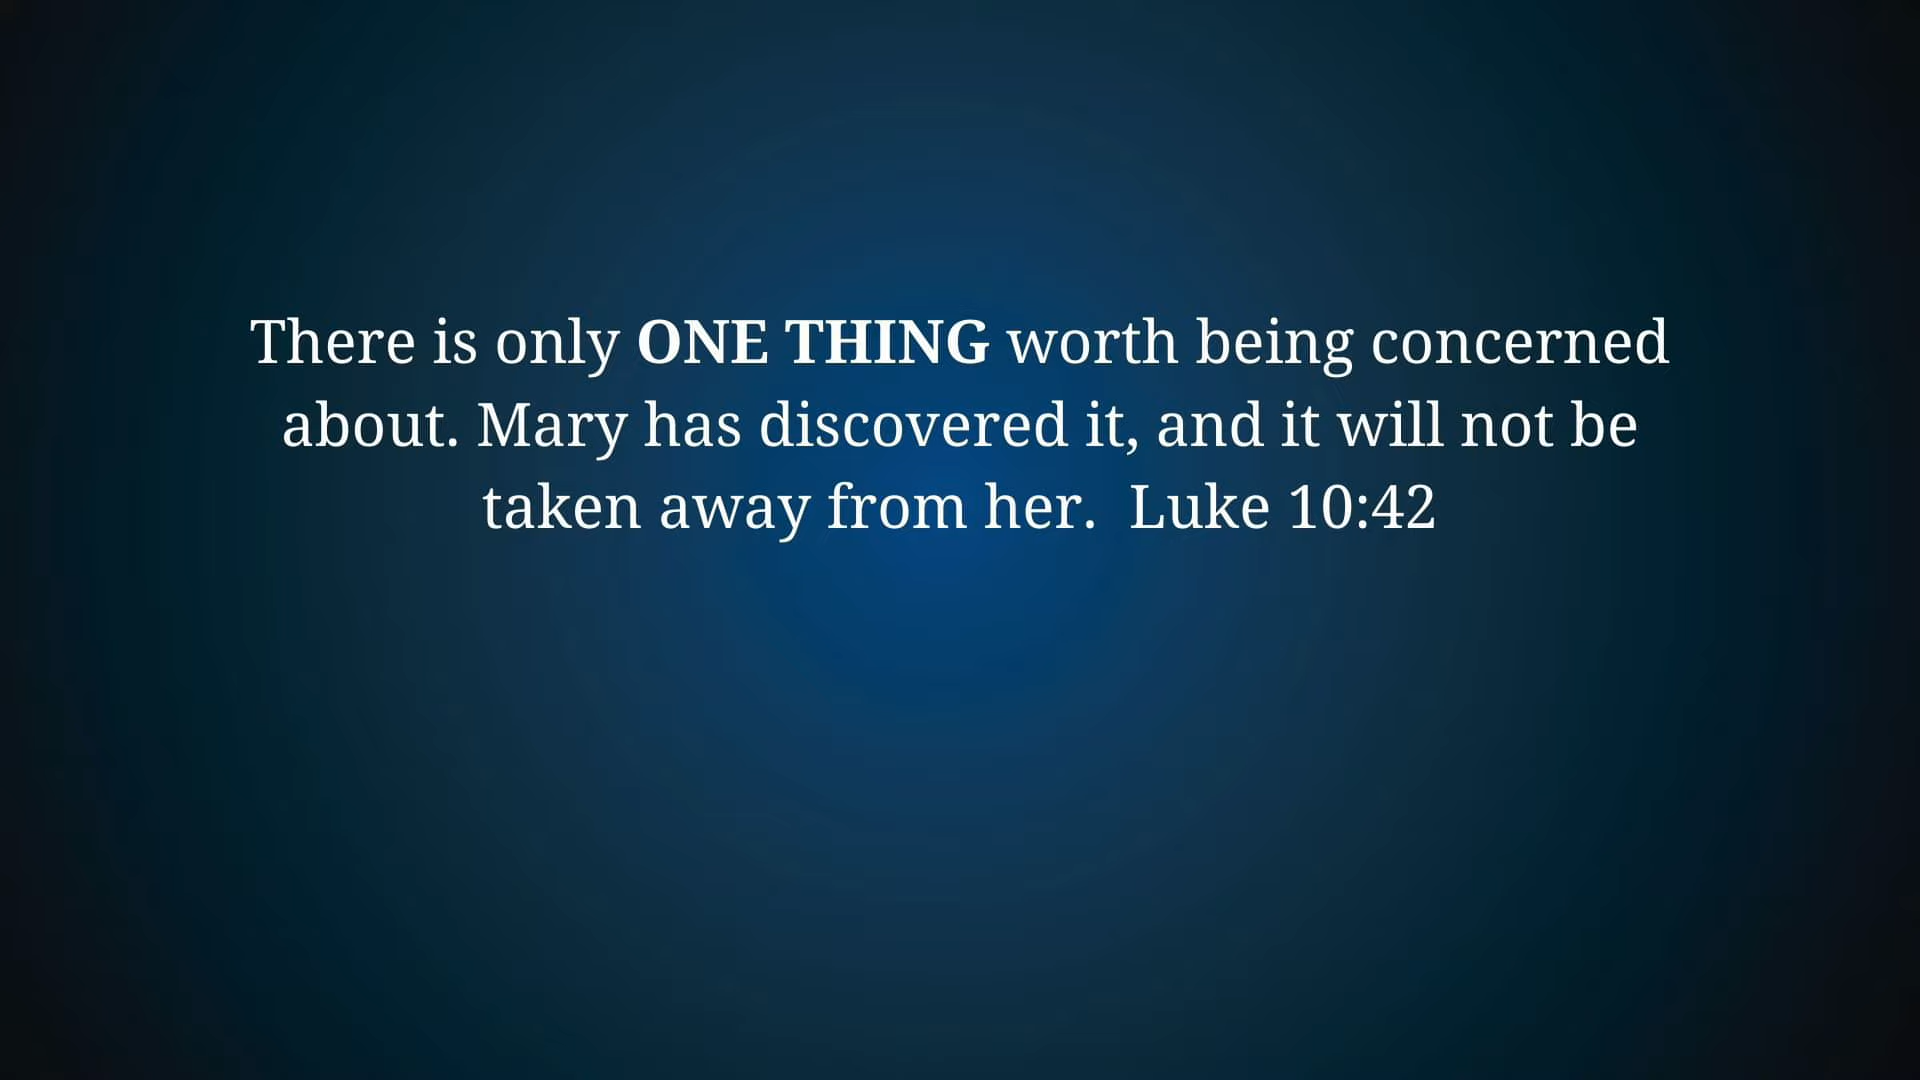 There is only ONE THING worth being concerned
about. Mary has discovered it, and it will not be
taken away from her.  Luke 10:42